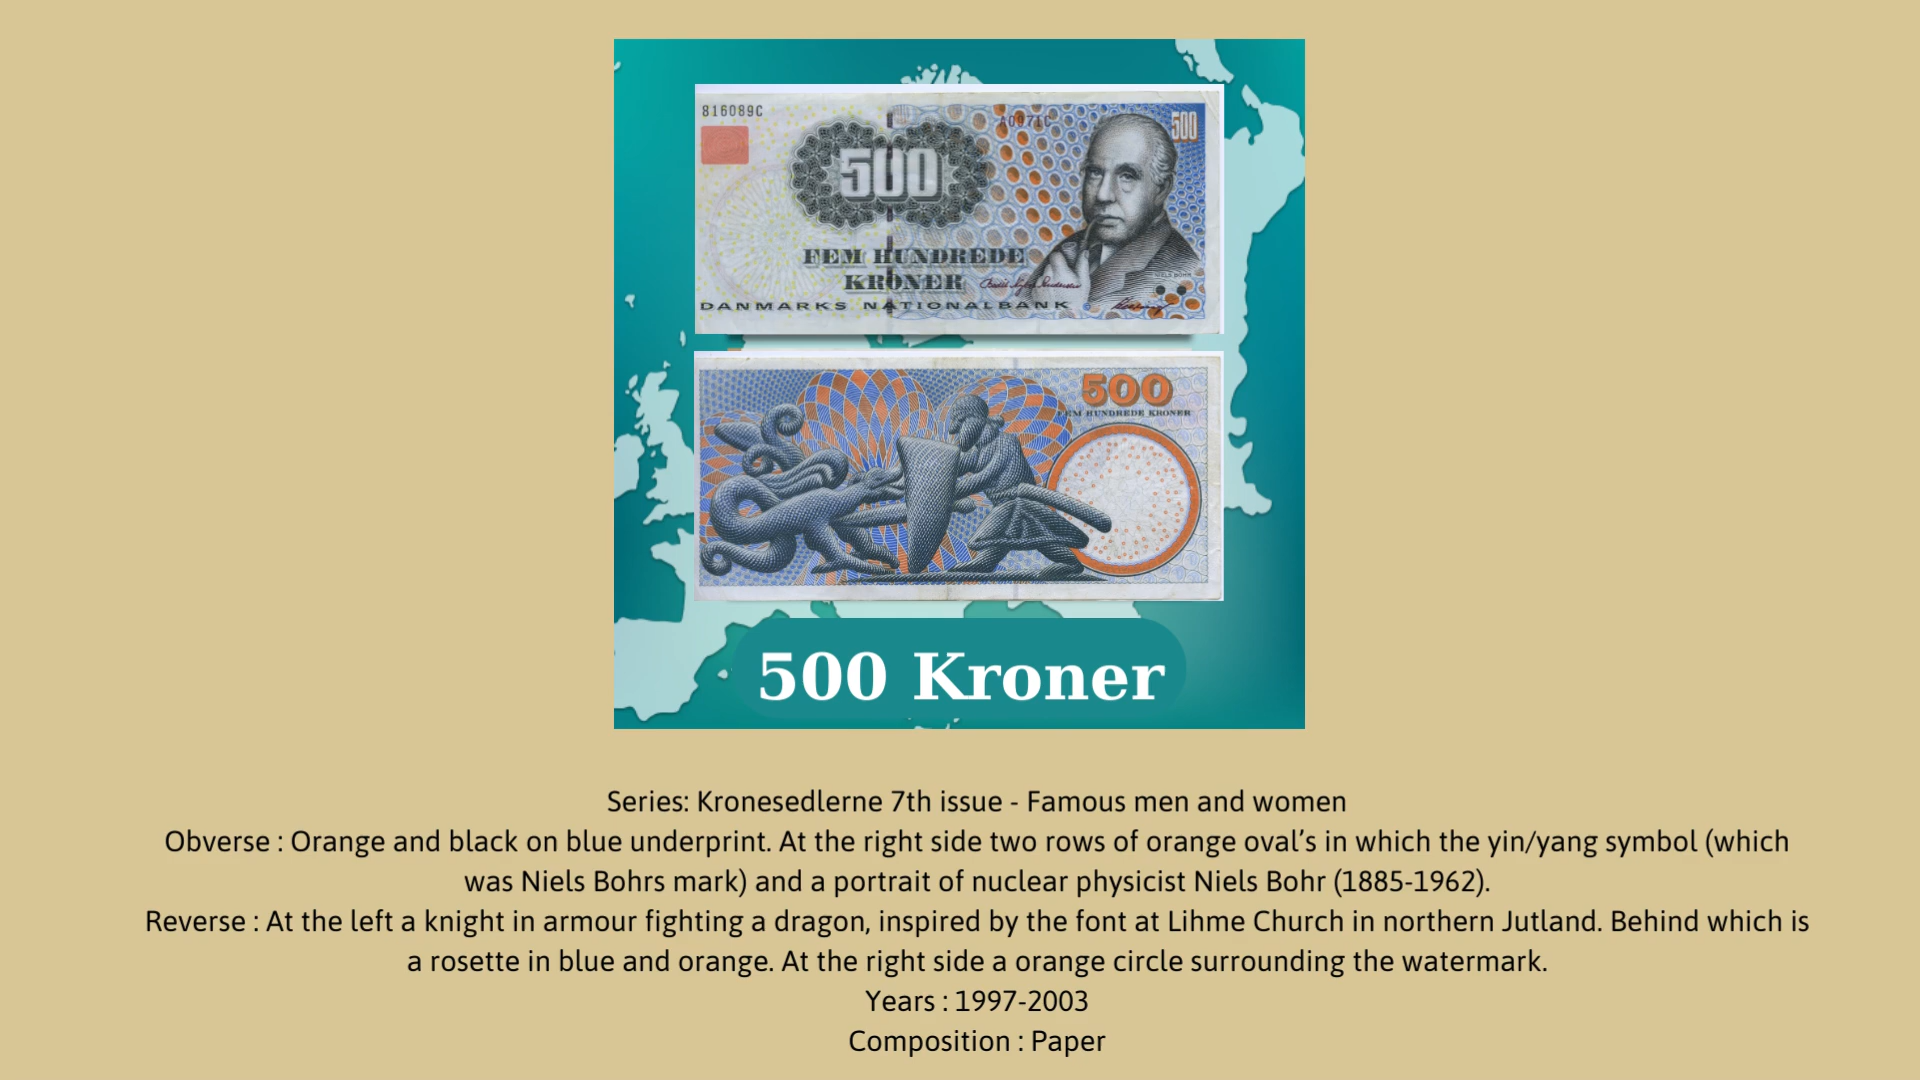 816089C
A0971C
500
500
FEM HUNDREDE
KRONER
NIELS BOHR
DANMARKS NATIONALBANK
500
FEM HUNDREDE KRONER
500 Kroner
Series: Kronesedlerne 7th issue - Famous men and women
Obverse : Orange and black on blue underprint. At the right side two rows of orange oval’s in which the yin/yang symbol (which
was Niels Bohrs mark) and a portrait of nuclear physicist Niels Bohr (1885-1962).
Reverse : At the left a knight in armour fighting a dragon, inspired by the font at Lihme Church in northern Jutland. Behind which is
a rosette in blue and orange. At the right side a orange circle surrounding the watermark.
Years : 1997-2003
Composition : Paper